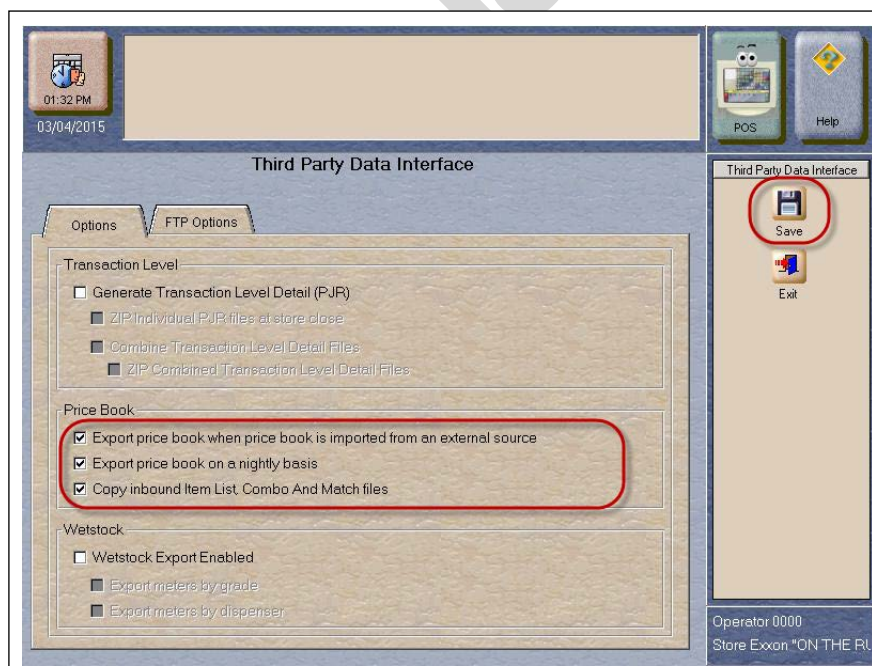 01:32 PM
03/04/2015
POS
Help
Third Party Data Interface
Options
FTP Options
Transaction Level
Generate Transaction Level Detail (PJR)
ZIP Individual PJR files at store close
Combine Transaction Level Detail Files
ZIP Combined Transaction Level Detail Files
Price Book
Export price book when price book is imported from an external source
Export price book on a nightly basis
Copy inbound Item List, Combo And Match files
Wetstock
Wetstock Export Enabled
Export meters by grade
Export meters by dispenser
Third Party Data Interface
Save
Exit
Operator 0000
Store Exxon "ON THE RU